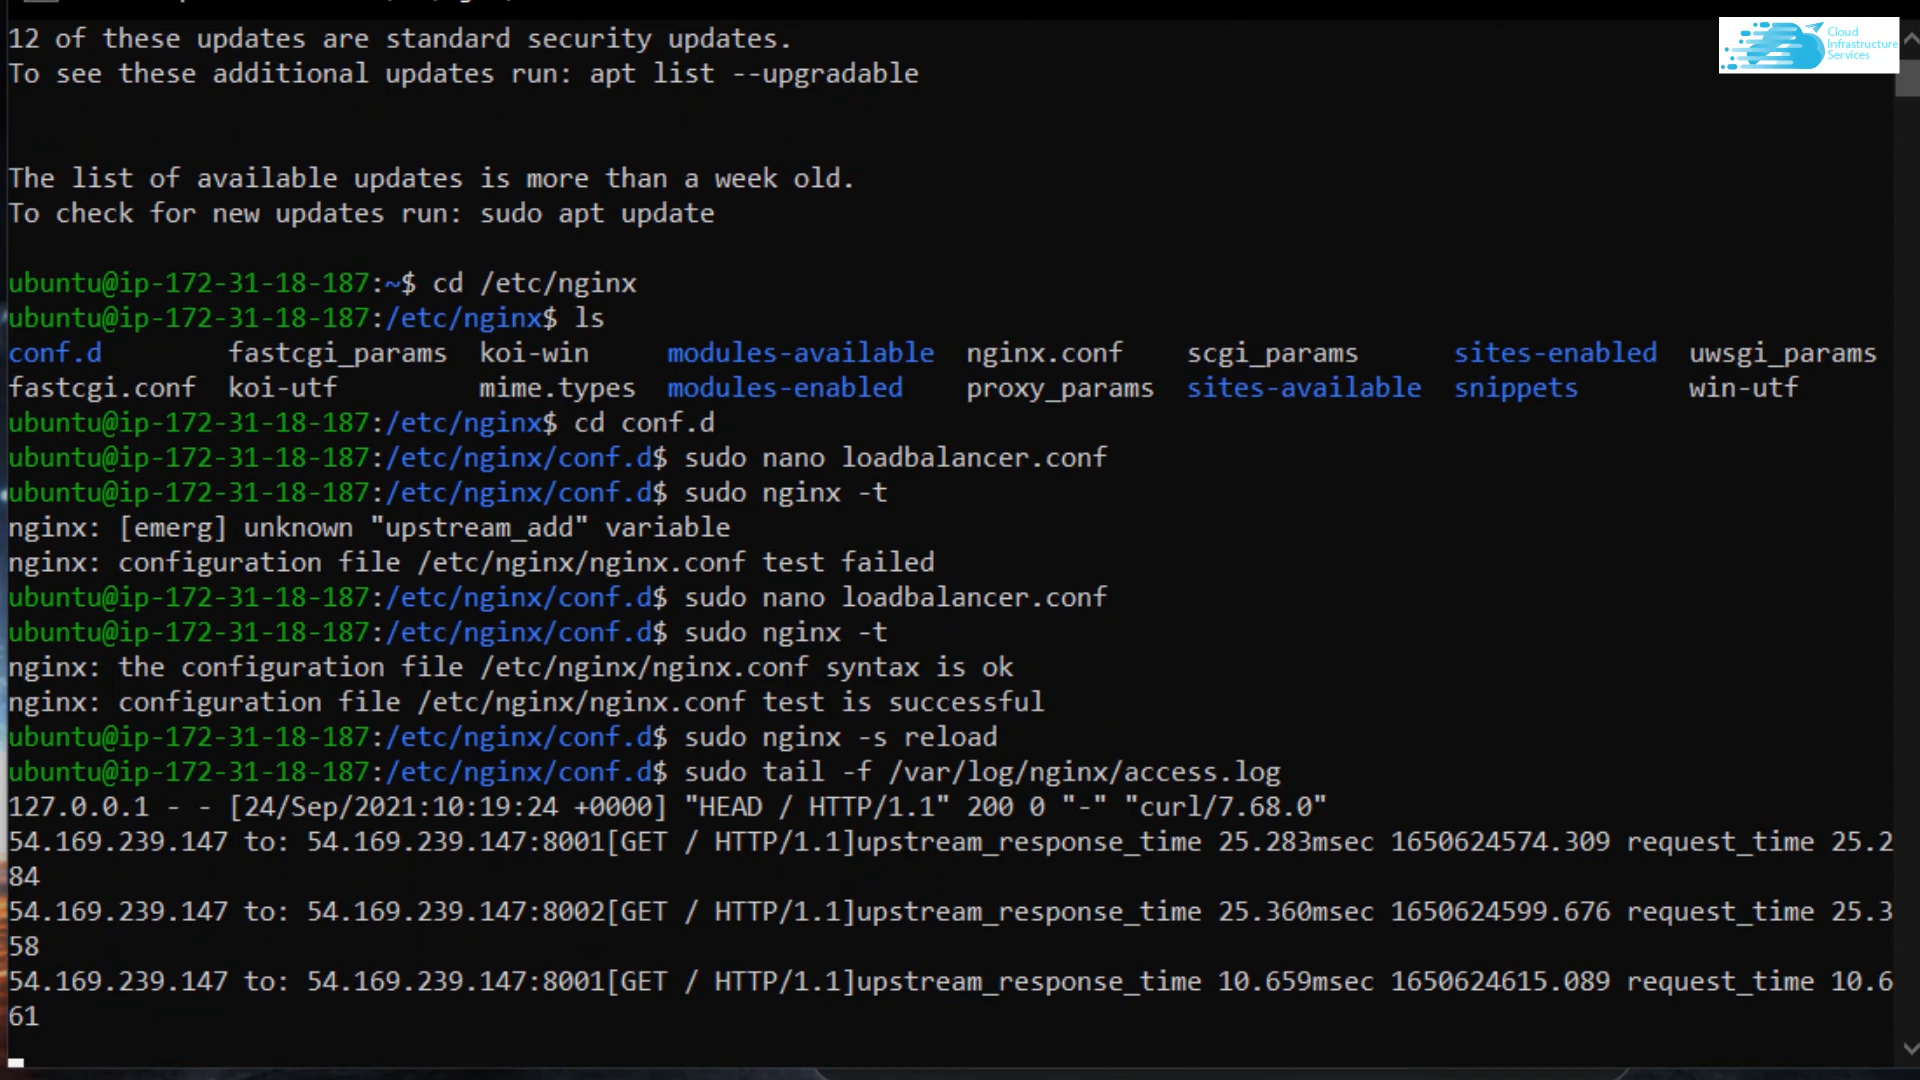 12 of these updates are standard security updates.
To see these additional updates run: apt list --upgradable
Cloud
Infrastructure
Services
The list of available updates is more than a week old.
To check for new updates run: sudo apt update
ubuntu@ip-172-31-18-187:~$ cd /etc/nginx
ubuntu@ip-172-31-18-187:/etc/nginx$ ls
conf.d fastcgi_params koi-win modules-available nginx.conf scgi_params sites-enabled uwsgi_params
fastcgi.conf koi-utf mime.types modules-enabled proxy_params sites-available snippets win-utf
ubuntu@ip-172-31-18-187:/etc/nginx$ cd conf.d
ubuntu@ip-172-31-18-187:/etc/nginx/conf.d$ sudo nano loadbalancer.conf
ubuntu@ip-172-31-18-187:/etc/nginx/conf.d$ sudo nginx -t
nginx: [emerg] unknown "upstream_add" variable
nginx: configuration file /etc/nginx/nginx.conf test failed
ubuntu@ip-172-31-18-187:/etc/nginx/conf.d$ sudo nano loadbalancer.conf
ubuntu@ip-172-31-18-187:/etc/nginx/conf.d$ sudo nginx -t
nginx: the configuration file /etc/nginx/nginx.conf syntax is ok
nginx: configuration file /etc/nginx/nginx.conf test is successful
ubuntu@ip-172-31-18-187:/etc/nginx/conf.d$ sudo nginx -s reload
ubuntu@ip-172-31-18-187:/etc/nginx/conf.d$ sudo tail -f /var/log/nginx/access.log
127.0.0.1 - - [24/Sep/2021:10:19:24 +0000] "HEAD / HTTP/1.1" 200 0 "-" "curl/7.68.0"
54.169.239.147 to: 54.169.239.147:8001[GET / HTTP/1.1]upstream_response_time 25.283msec 1650624574.309 request_time 25.2
84
54.169.239.147 to: 54.169.239.147:8002[GET / HTTP/1.1]upstream_response_time 25.360msec 1650624599.676 request_time 25.3
58
54.169.239.147 to: 54.169.239.147:8001[GET / HTTP/1.1]upstream_response_time 10.659msec 1650624615.089 request_time 10.6
61